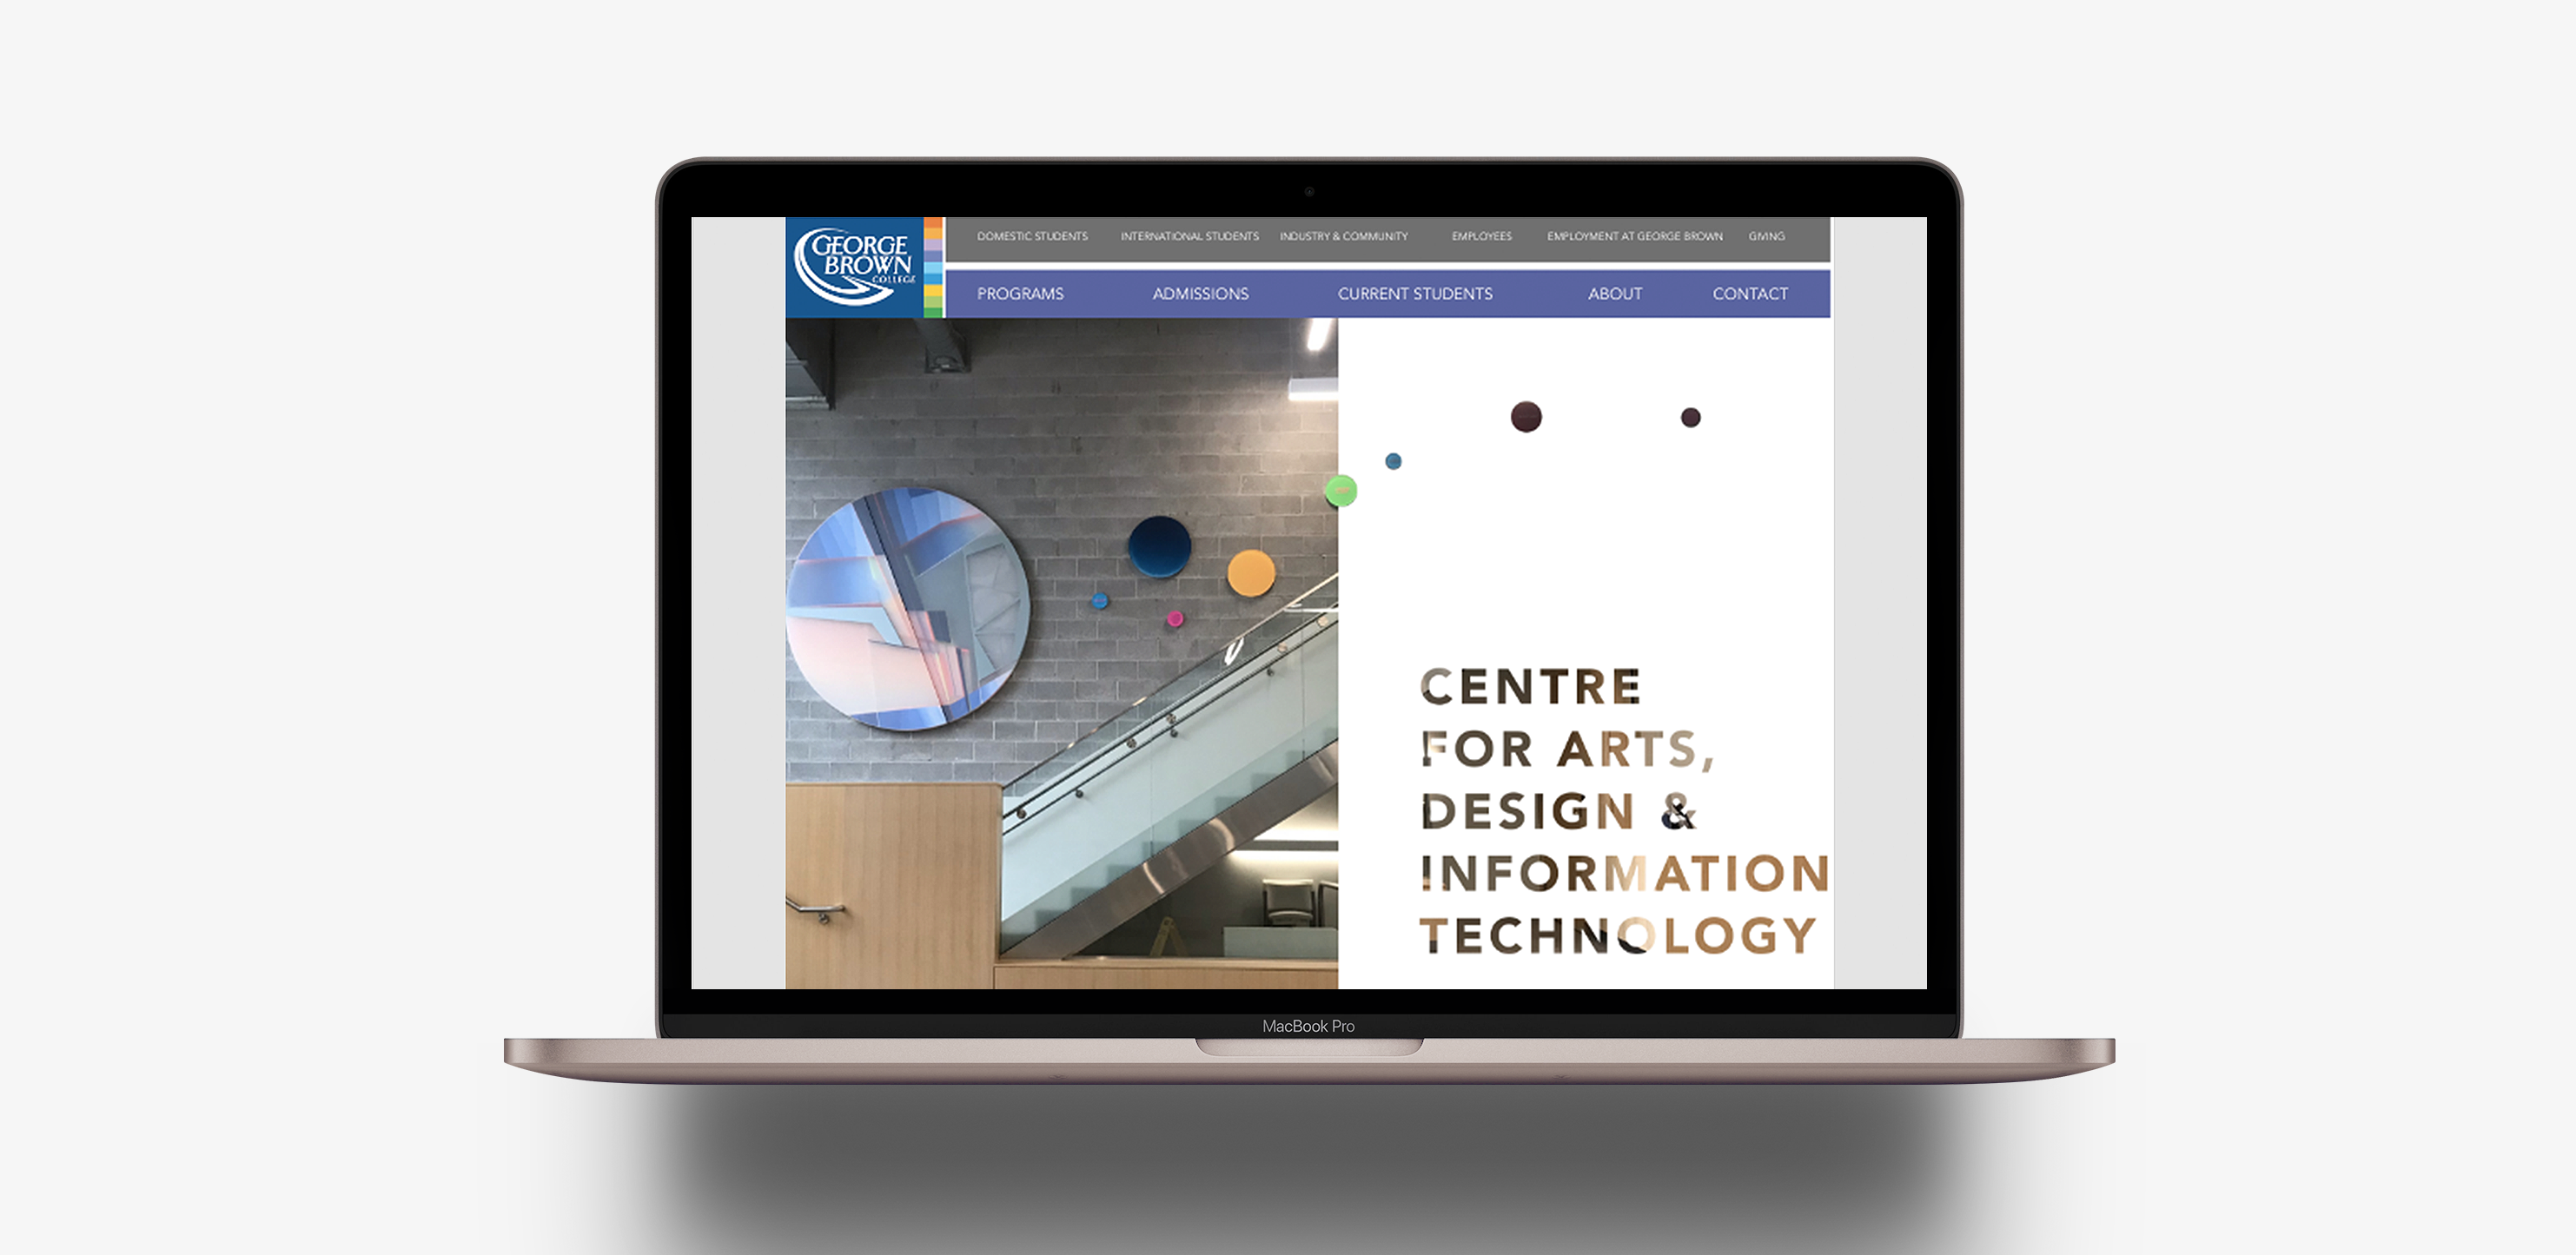 GEORGE
BROWN
COLLEGE
DOMESTIC STUDENTS INTERNATIONAL STUDENTS INDUSTRY & COMMUNITY EMPLOYEES EMPLOYMENT AT GEORGE BROWN GIVING
PROGRAMS ADMISSIONS CURRENT STUDENTS ABOUT CONTACT
CENTRE
FOR ARTS,
DESIGN &
INFORMATION
TECHNOLOGY
MacBook Pro